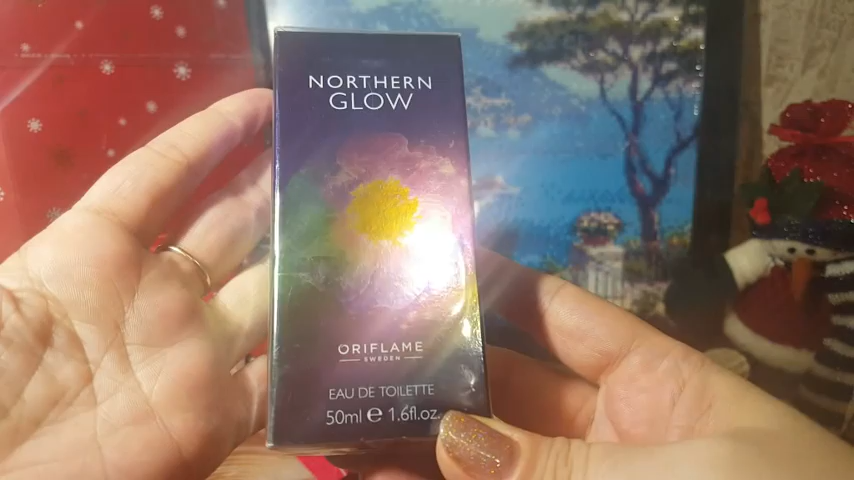 NORTHERN
GLOW
ORIFLAME
SWEDEN
EAU DE TOILETTE
50ml e 1.6fl.oz.